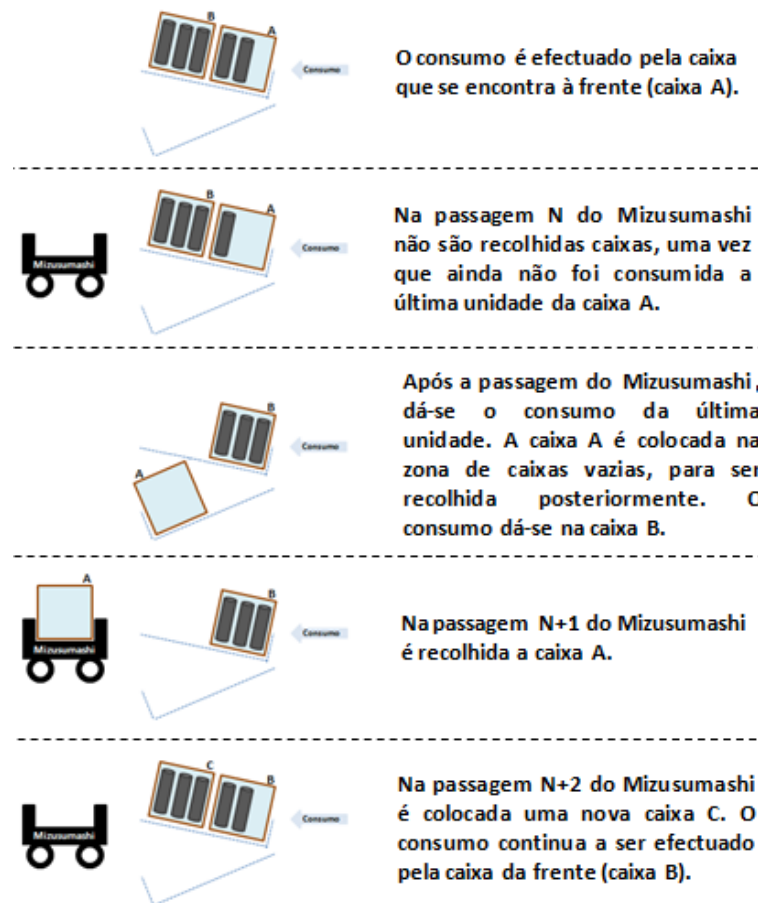 B
A
Consumo
O consumo é efectuado pela caixa
que se encontra à frente (caixa A).
B
A
Mizusumashi
Consumo
Na passagem N do Mizusumashi
não são recolhidas caixas, uma vez
que ainda não foi consumida a
última unidade da caixa A.
B
A
Consumo
Após a passagem do Mizusumashi,
dá-se o consumo da última
unidade. A caixa A é colocada na
zona de caixas vazias, para ser
recolhida posteriormente. O
consumo dá-se na caixa B.
A
B
Mizusumashi
Consumo
Na passagem N+1 do Mizusumashi
é recolhida a caixa A.
C
B
Mizusumashi
Consumo
Na passagem N+2 do Mizusumashi
é colocada uma nova caixa C. O
consumo continua a ser efectuado
pela caixa da frente (caixa B).